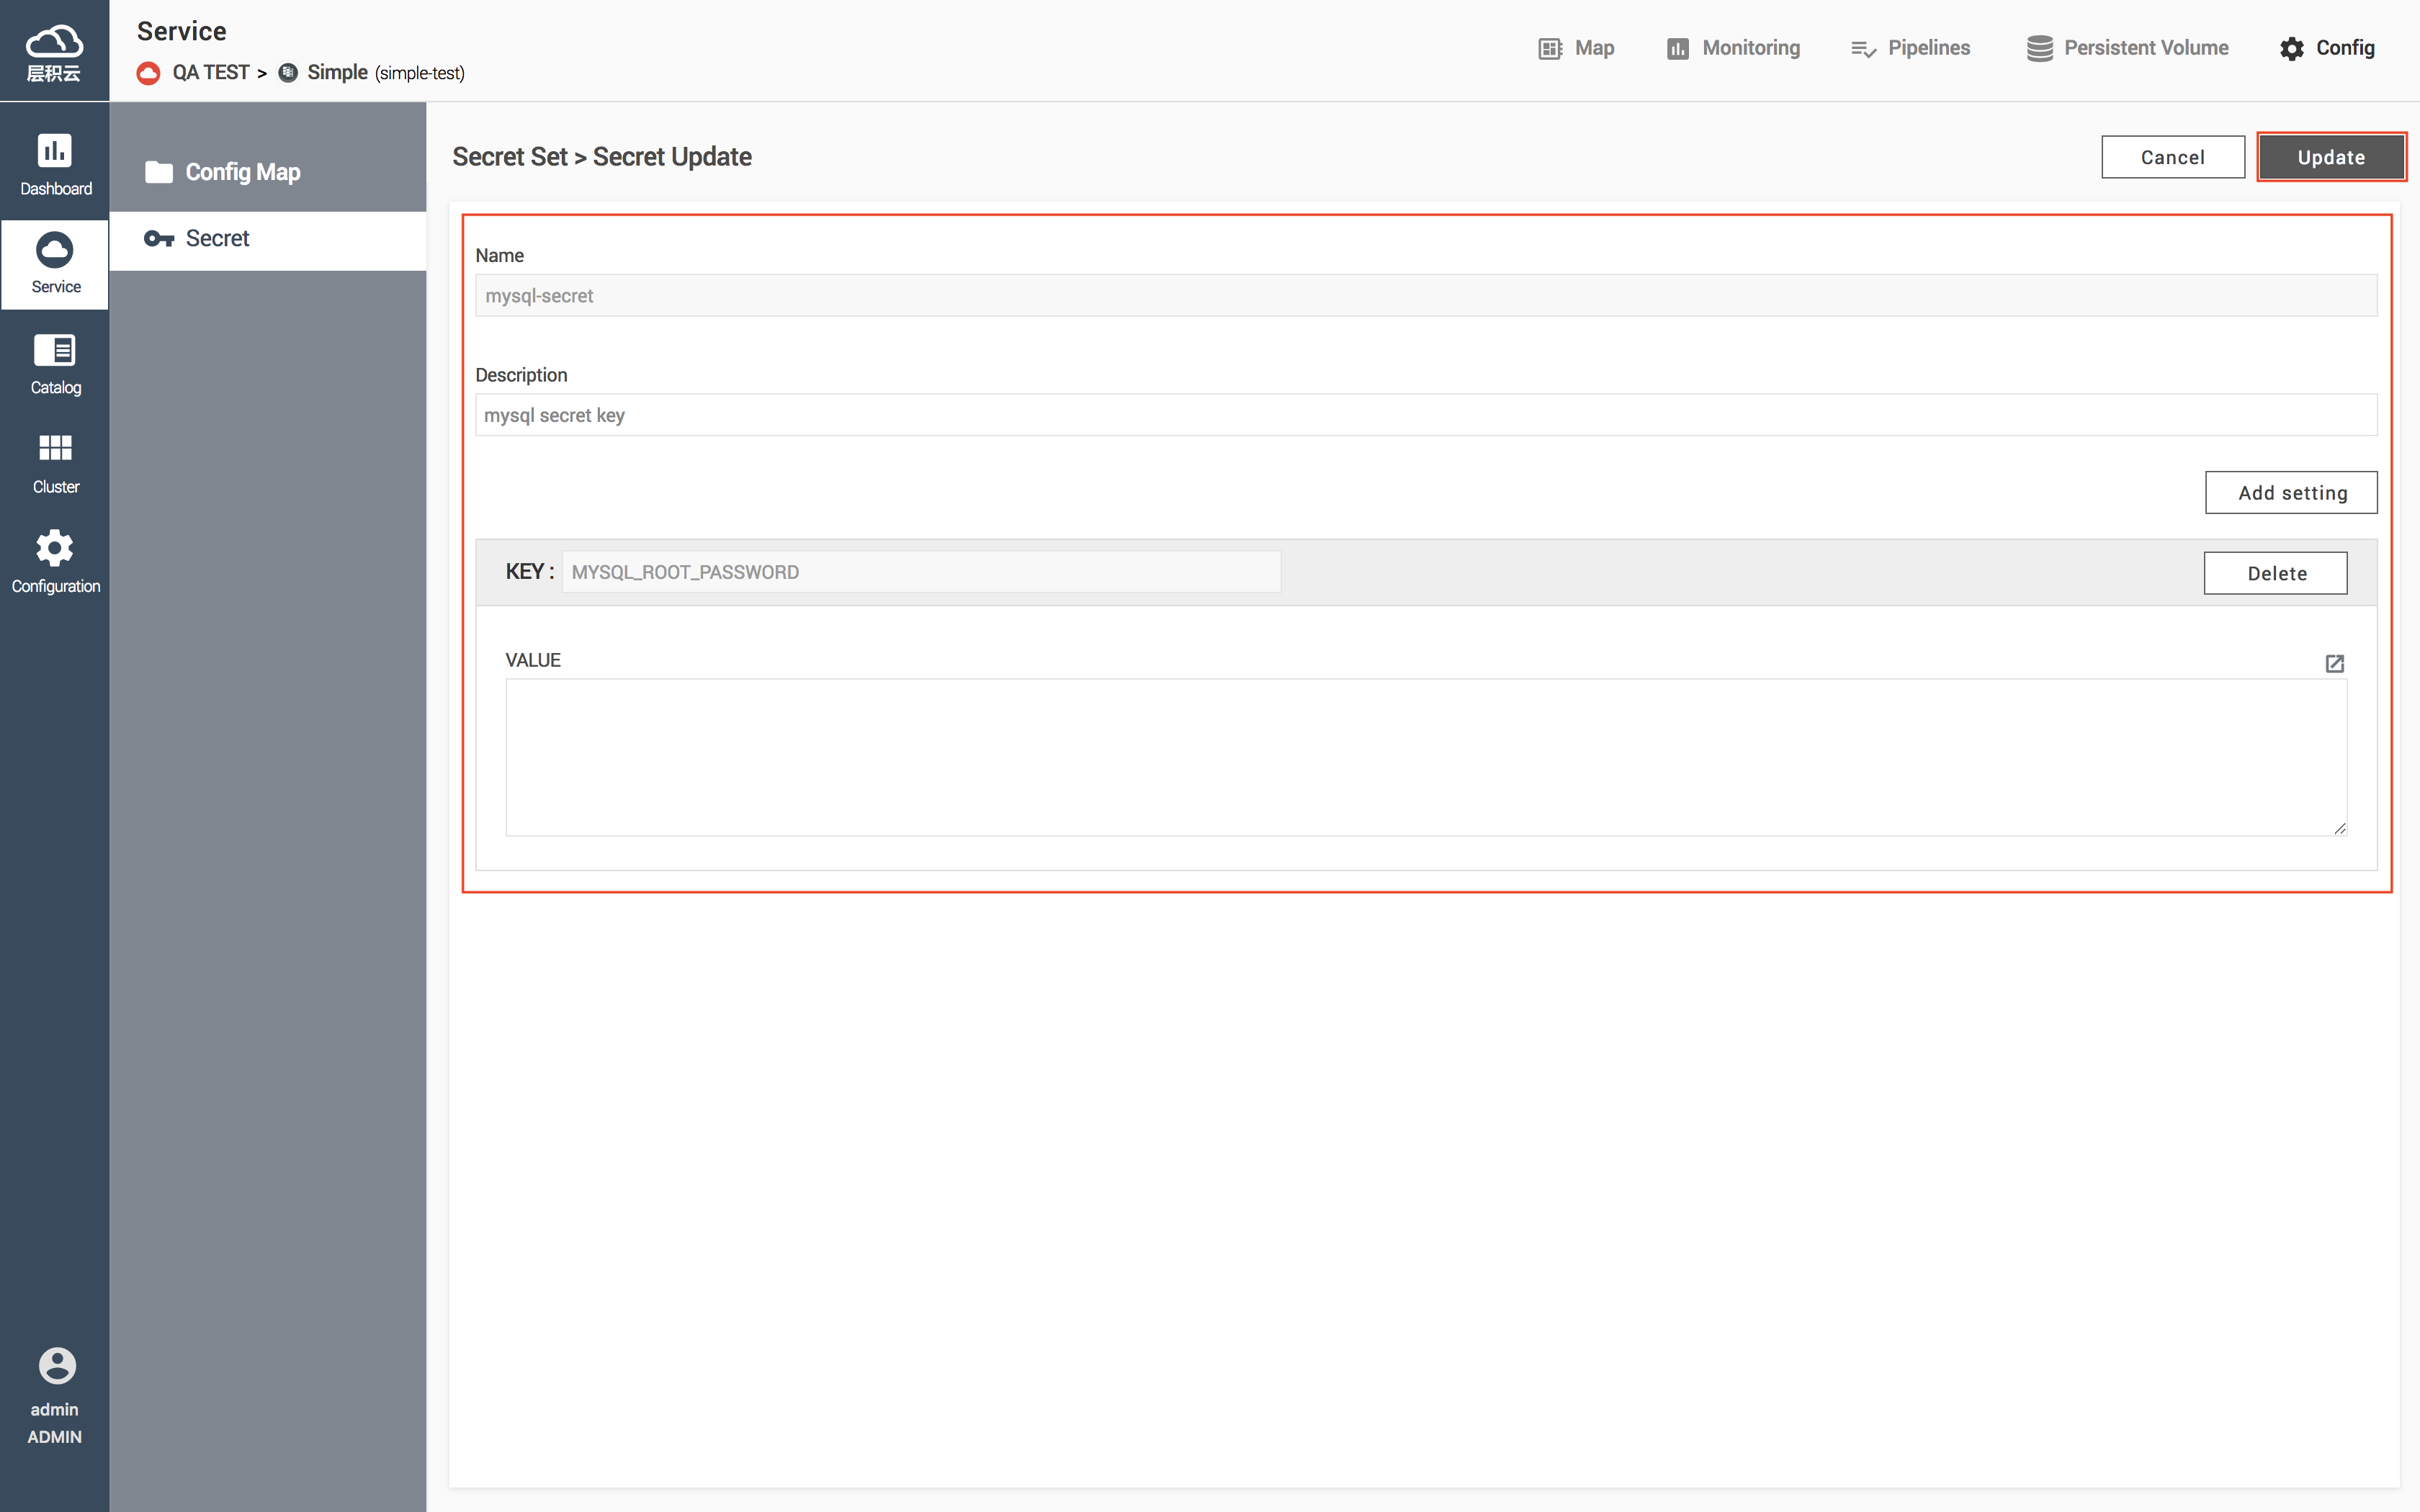 层积云
Service
QA TEST > Simple (simple-test)
Map
Monitoring
Pipelines
Persistent Volume
Config
Dashboard
Service
Catalog
Cluster
Configuration
admin
ADMIN
Config Map
Secret
Secret Set > Secret Update
Cancel
Update
Name
mysql-secret
Description
mysql secret key
Add setting
KEY : MYSQL_ROOT_PASSWORD
Delete
VALUE